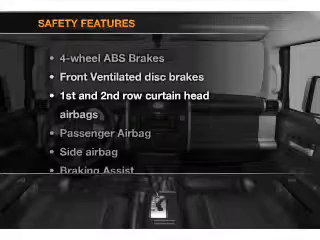 SAFETY FEATURES
• 4-wheel ABS Brakes
• Front Ventilated disc brakes
• 1st and 2nd row curtain head
airbags
• Passenger Airbag
• Side airbag
• Braking Assist